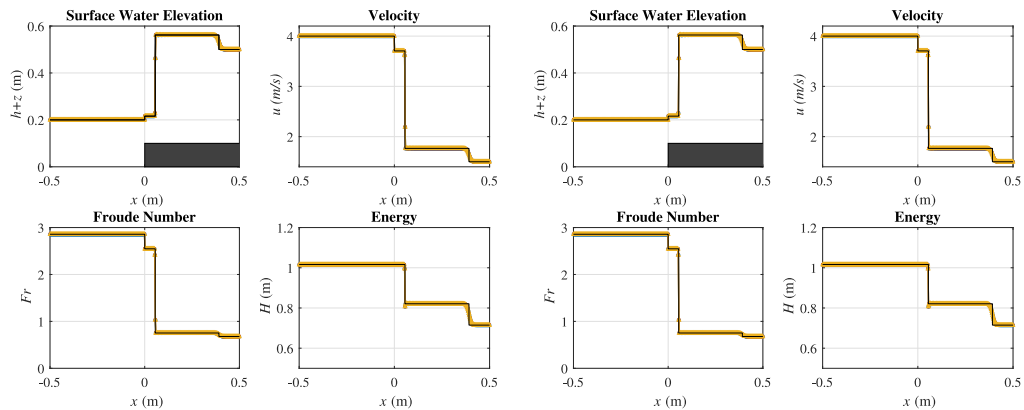 Surface Water Elevation
Velocity
Surface Water Elevation
Velocity
0.6
0.4
0.2
0
h+z (m)
-0.5
0
0.5
x (m)
4
3
2
u (m/s)
-0.5
0
0.5
x (m)
0.6
0.4
0.2
0
h+z (m)
-0.5
0
0.5
x (m)
4
3
2
u (m/s)
-0.5
0
0.5
x (m)
Froude Number
Energy
Froude Number
Energy
3
2
1
0
Fr
-0.5
0
0.5
x (m)
1.2
1
0.8
0.6
H (m)
-0.5
0
0.5
x (m)
3
2
1
0
Fr
-0.5
0
0.5
x (m)
1.2
1
0.8
0.6
H (m)
-0.5
0
0.5
x (m)